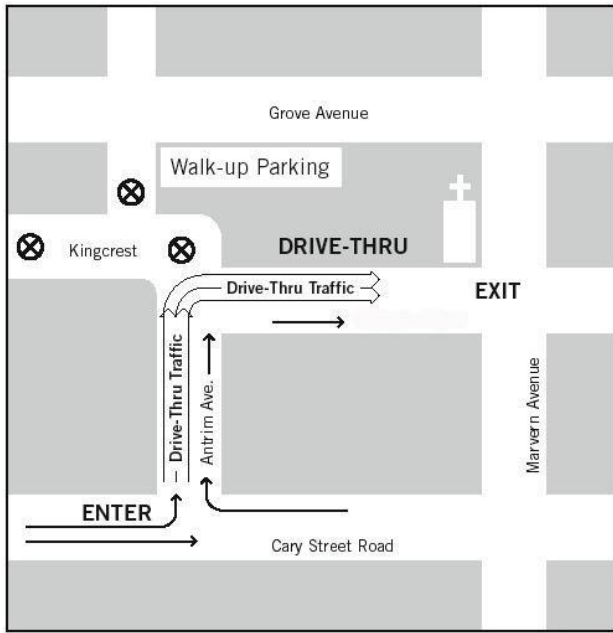 Grove Avenue
Walk-up Parking
Kingcrest
DRIVE-THRU
Drive-Thru Traffic
EXIT
Drive-Thru Traffic
Antrim Ave.
Marvern Avenue
ENTER
Cary Street Road